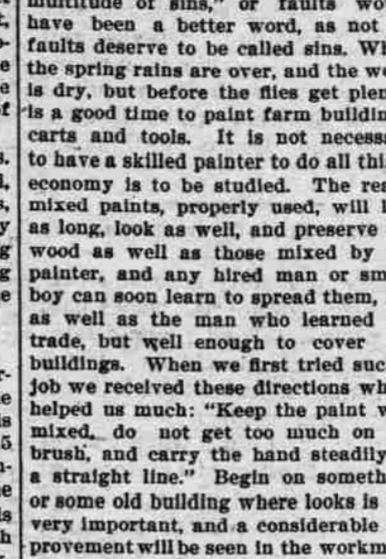 multitude of sins," or faults wo
have been a better word, as not
faults deserve to be called sins. Wh
the spring rains are over, and the wo
is dry, but before the flies get plen
is a good time to paint farm buildin
carts and tools. It is not necess
to have a skilled painter to do all thi
economy is to be studied. The rea
mixed paints, properly used, will l
as long, look as well, and preserve
wood as well as those mixed by
painter, and any hired man or sm
boy can soon learn to spread them,
as well as the man who learned
trade, but well enough to cover
buildings. When we first tried suc
job we received these directions wh
helped us much: "Keep the paint w
mixed, do not get too much on
brush, and carry the hand steadily
a straight line." Begin on someth
or some old building where looks is
very important, and a considerable
provement will be seen in the workm